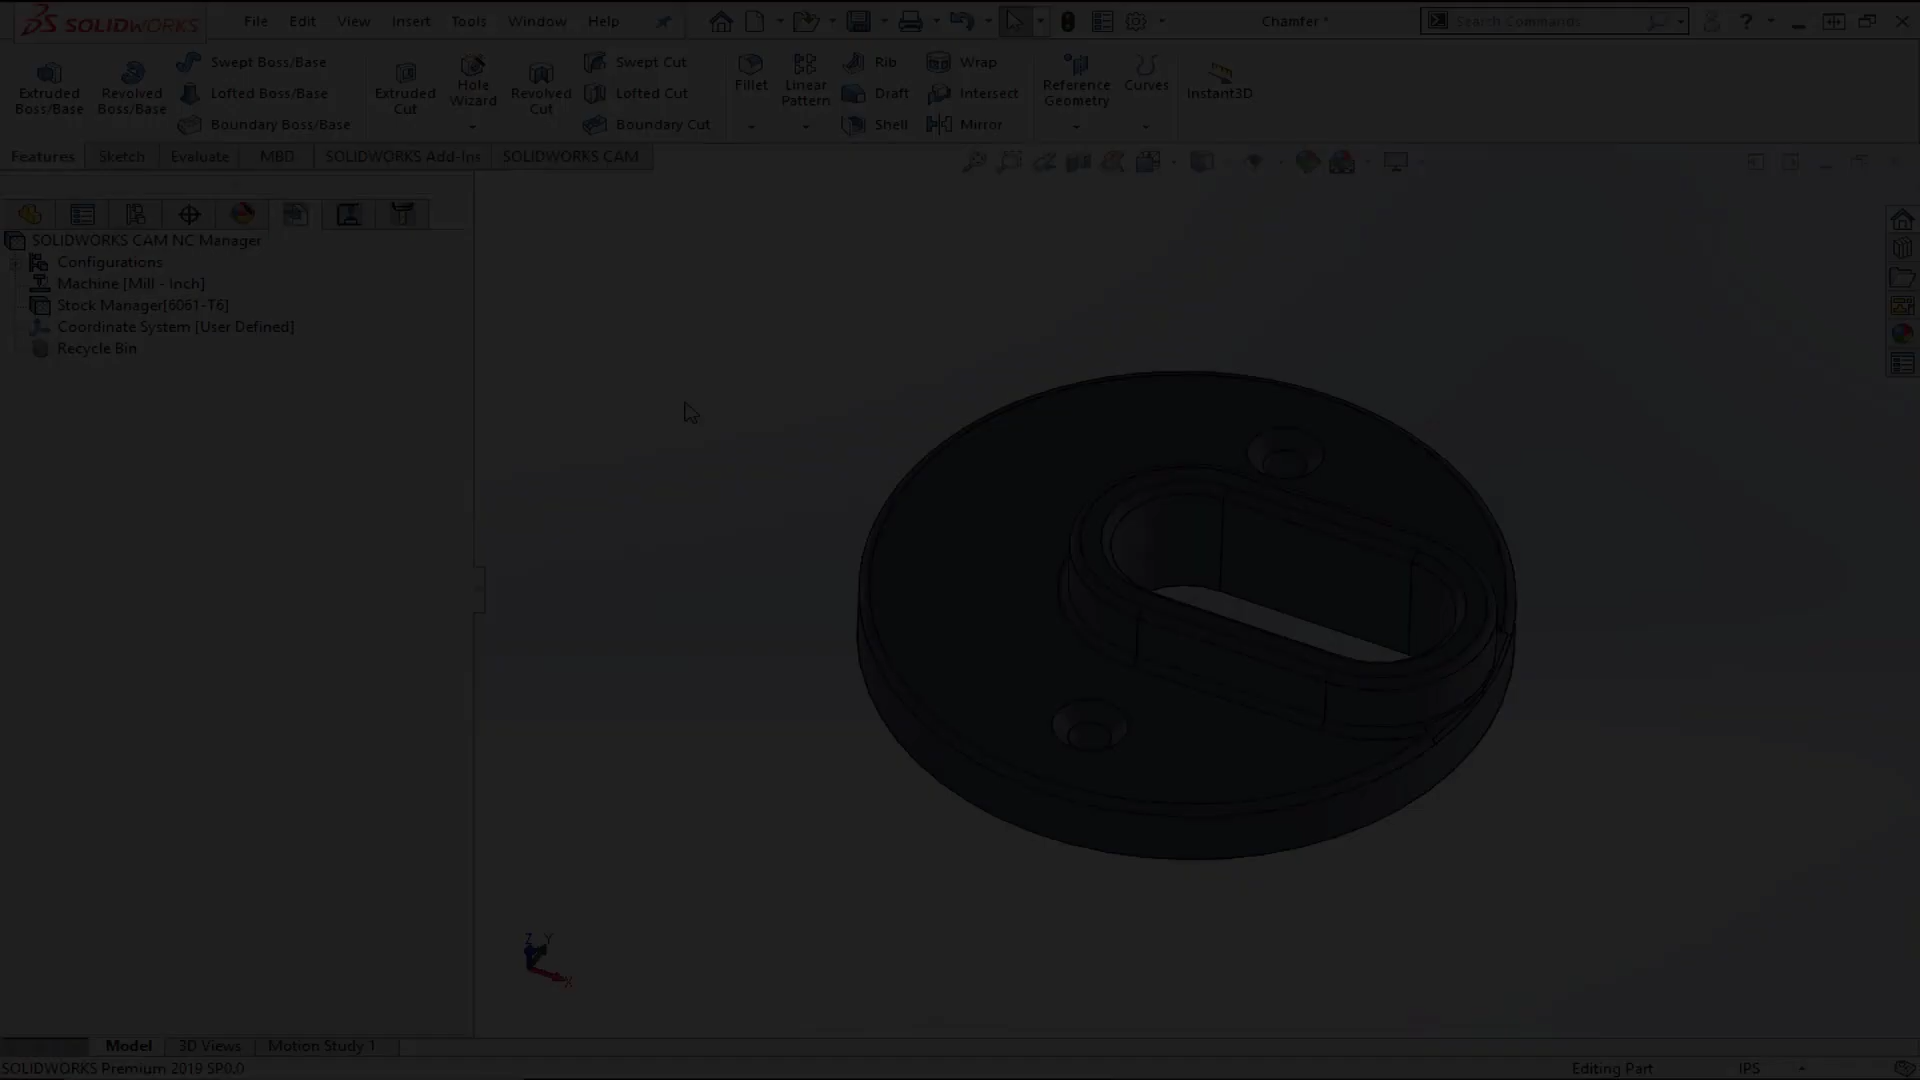 SOLIDWORKS File Edit View Insert Tools Window Help Chamfer * Search Commands ?
Extruded Boss/Base
Revolved Boss/Base
Swept Boss/Base
Lofted Boss/Base
Boundary Boss/Base
Extruded Cut
Hole Wizard
Revolved Cut
Swept Cut
Lofted Cut
Boundary Cut
Fillet
Linear Pattern
Rib
Draft
Shell
Wrap
Intersect
Mirror
Reference Geometry
Curves
Instant3D
Features Sketch Evaluate MBD SOLIDWORKS Add-Ins SOLIDWORKS CAM
SOLIDWORKS CAM NC Manager
Configurations
Machine [Mill - Inch]
Stock Manager[6061-T6]
Coordinate System [User Defined]
Recycle Bin
Z Y
X
Model 3D Views Motion Study 1
SOLIDWORKS Premium 2019 SP0.0 Editing Part IPS